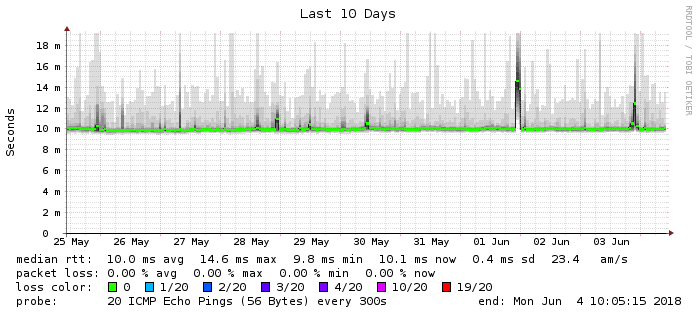 Last 10 Days
RRDTOOL / TOBI OETIKER
Seconds
18 m
16 m
14 m
12 m
10 m
8 m
6 m
4 m
2 m
0
25 May 26 May 27 May 28 May 29 May 30 May 31 May 01 Jun 02 Jun 03 Jun
median rtt: 10.0 ms avg 14.6 ms max 9.8 ms min 10.1 ms now 0.4 ms sd 23.4 am/s
packet loss: 0.00 % avg 0.00 % max 0.00 % min 0.00 % now
loss color: 0 1/20 2/20 3/20 4/20 10/20 19/20
probe: 20 ICMP Echo Pings (56 Bytes) every 300s end: Mon Jun 4 10:05:15 2018